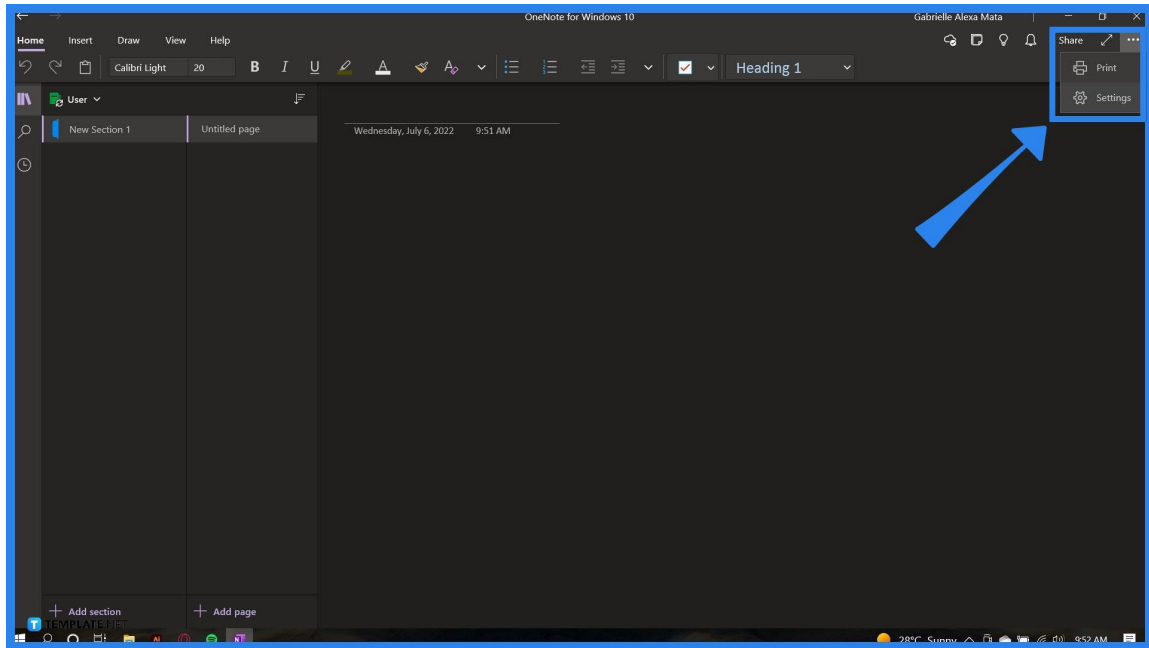 OneNote for Windows 10
Gabrielle Alexa Mata
Home Insert Draw View Help
Share
Calibri Light 20 B I U A A Heading 1
Print
User
Settings
New Section 1
Untitled page
Wednesday, July 6, 2022 9:51 AM
Add section
Add page
T TEMPLATE.NET
28°C Sunny
9:52 AM